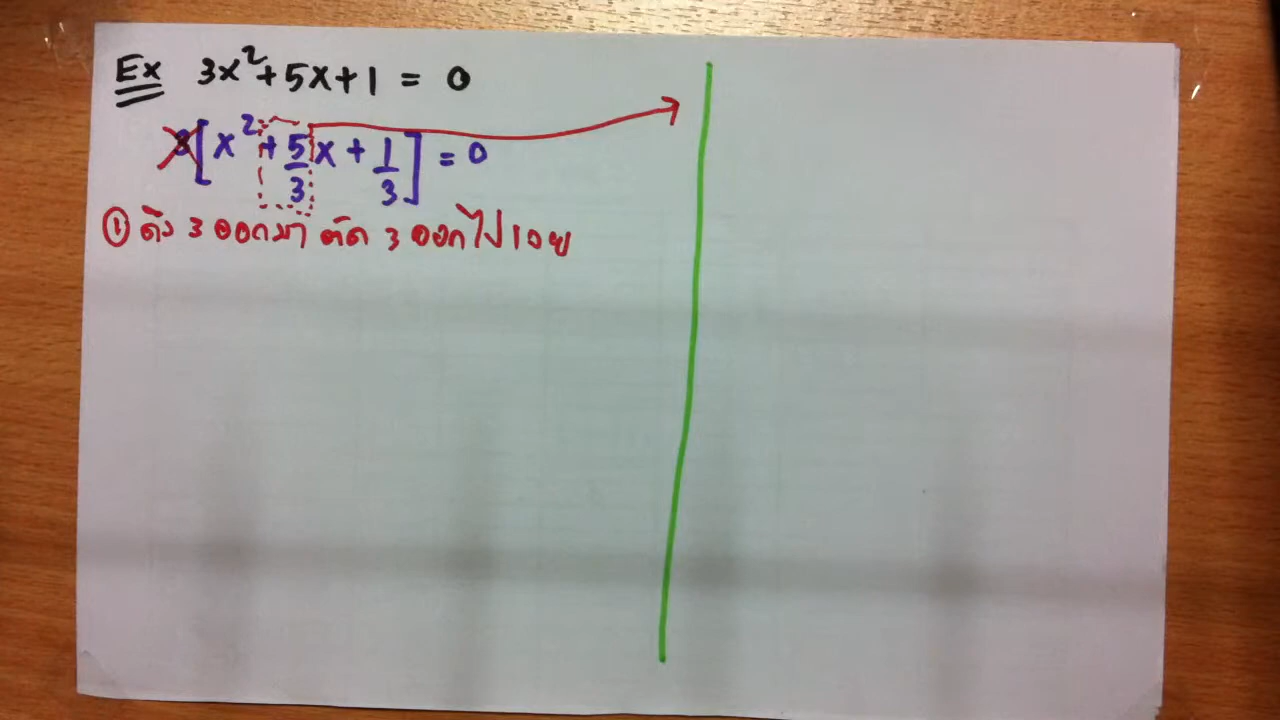 Ex 3x²+5x+1 = 0
3[x²+5/3x+1/3] = 0
① ดึง 3 ออกมา ตัด 3 ออกไปเลย